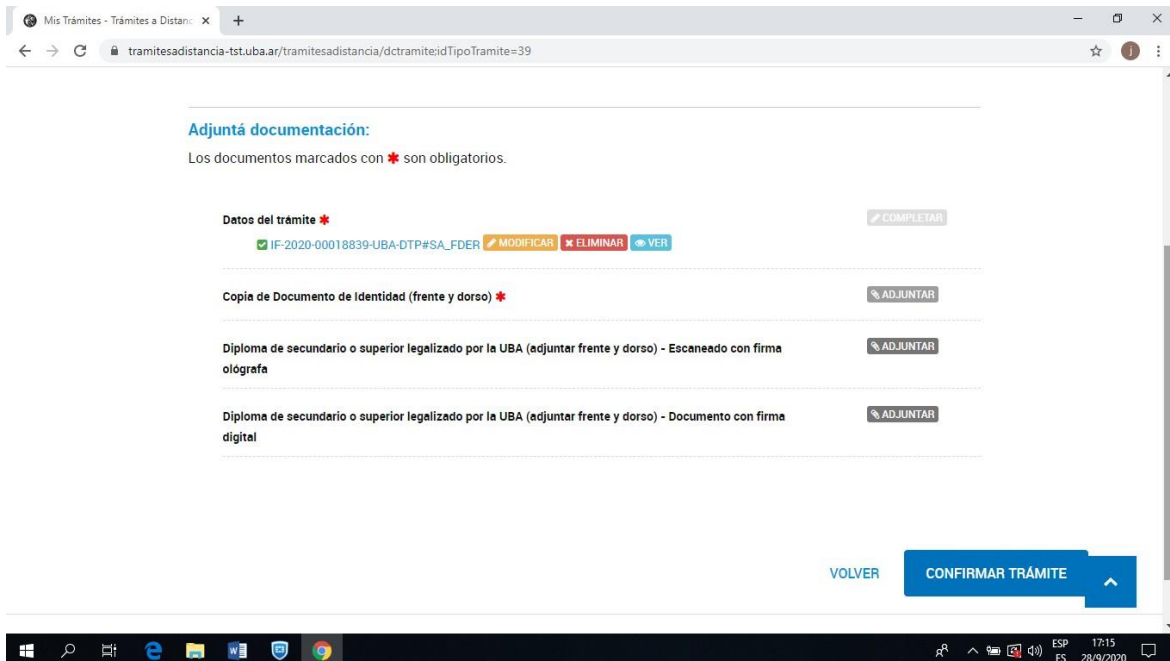 Mis Trámites - Trámites a Distanc
tramitesadistancia-tst.uba.ar/tramitesadistancia/dctramite;idTipoTramite=39
j
Adjuntá documentación:
Los documentos marcados con * son obligatorios.
Datos del trámite *
COMPLETAR
IF-2020-00018839-UBA-DTP#SA_FDER MODIFICAR ELIMINAR VER
Copia de Documento de Identidad (frente y dorso) *
ADJUNTAR
Diploma de secundario o superior legalizado por la UBA (adjuntar frente y dorso) - Escaneado con firma
ológrafa
ADJUNTAR
Diploma de secundario o superior legalizado por la UBA (adjuntar frente y dorso) - Documento con firma
digital
ADJUNTAR
VOLVER
CONFIRMAR TRÁMITE
ESP
ES
17:15
28/9/2020